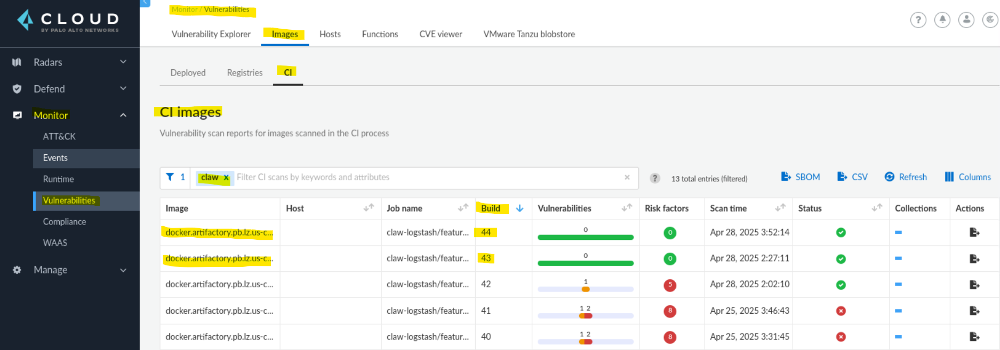 CLOUD
BY PALO ALTO NETWORKS
Radars
Defend
Monitor
ATT&CK
Events
Runtime
Vulnerabilities
Compliance
WAAS
Manage
Monitor / Vulnerabilities
Vulnerability Explorer Images Hosts Functions CVE viewer VMware Tanzu blobstore
?
Deployed Registries CI
CI images
Vulnerability scan reports for images scanned in the CI process
1 claw x Filter CI scans by keywords and attributes × ? 13 total entries (filtered) SBOM CSV Refresh Columns
Image Host Job name Build Vulnerabilities Risk factors Scan time Status Collections Actions
docker.artifactory.pb.lz.us-c... claw-logstash/featur... 44 0 0 Apr 28, 2025 3:52:14
docker.artifactory.pb.lz.us-c... claw-logstash/featur... 43 0 0 Apr 28, 2025 2:27:11
docker.artifactory.pb.lz.us-c... claw-logstash/featur... 42 1 5 Apr 28, 2025 2:02:10
docker.artifactory.pb.lz.us-c... claw-logstash/featur... 41 1 2 8 Apr 25, 2025 3:46:43
docker.artifactory.pb.lz.us-c... claw-logstash/featur... 40 1 2 8 Apr 25, 2025 3:31:45